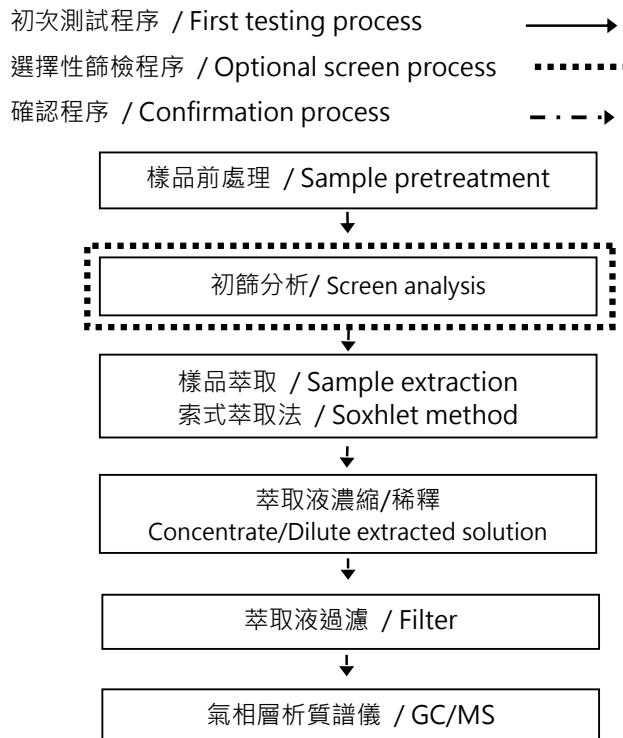 初次測試程序 / First testing process
選擇性篩檢程序 / Optional screen process
確認程序 / Confirmation process
樣品前處理 / Sample pretreatment
初篩分析/ Screen analysis
樣品萃取 / Sample extraction
索式萃取法 / Soxhlet method
萃取液濃縮/稀釋
Concentrate/Dilute extracted solution
萃取液過濾 / Filter
氣相層析質譜儀 / GC/MS